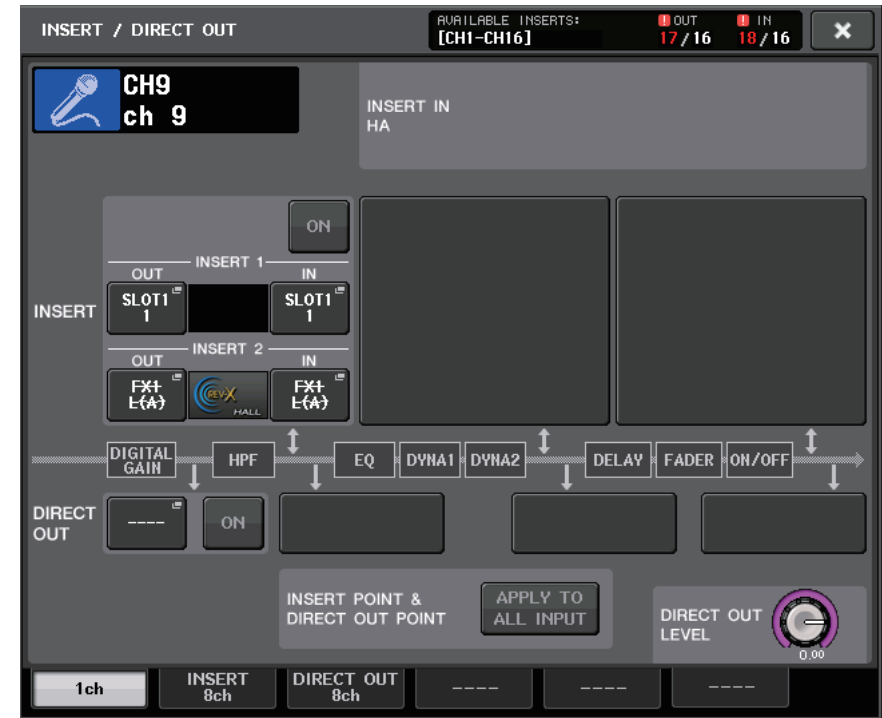 INSERT / DIRECT OUT
AVAILABLE INSERTS:
[CH1-CH16]
! OUT
17/16
! IN
18/16
×
CH9
ch 9
INSERT IN
HA
ON
INSERT 1
OUT
IN
INSERT
SLOT1
1
SLOT1
1
INSERT 2
OUT
IN
FX1
L(A)
REV-X
HALL
FX1
L(A)
DIGITAL
GAIN
HPF
EQ
DYNA1
DYNA2
DELAY
FADER
ON/OFF
DIRECT
OUT
----
ON
INSERT POINT &
DIRECT OUT POINT
APPLY TO
ALL INPUT
DIRECT OUT
LEVEL
0.00
1ch
INSERT
8ch
DIRECT OUT
8ch
----
----
----